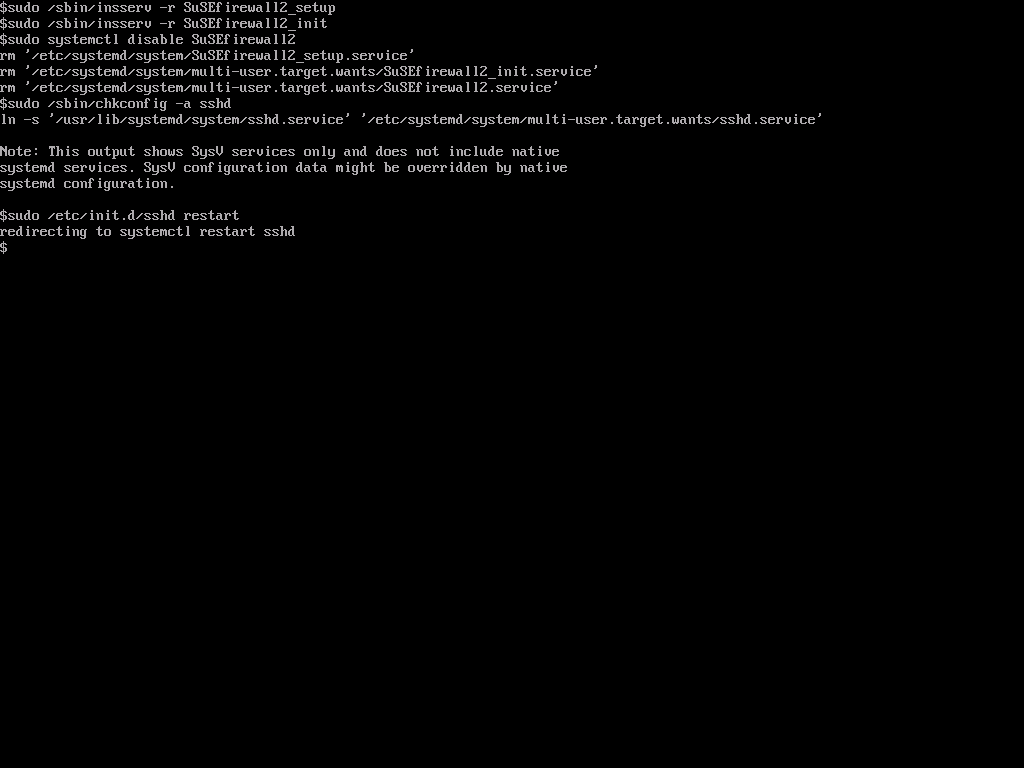 $sudo /sbin/insserv -r SuSEfirewall2_setup
$sudo /sbin/insserv -r SuSEfirewall2_init
$sudo systemctl disable SuSEfirewall2
rm '/etc/systemd/system/SuSEfirewall2_setup.service'
rm '/etc/systemd/system/multi-user.target.wants/SuSEfirewall2_init.service'
rm '/etc/systemd/system/multi-user.target.wants/SuSEfirewall2.service'
$sudo /sbin/chkconfig -a sshd
ln -s '/usr/lib/systemd/system/sshd.service' '/etc/systemd/system/multi-user.target.wants/sshd.service'
Note: This output shows SysV services only and does not include native
systemd services. SysV configuration data might be overridden by native
systemd configuration.
$sudo /etc/init.d/sshd restart
redirecting to systemctl restart sshd
$